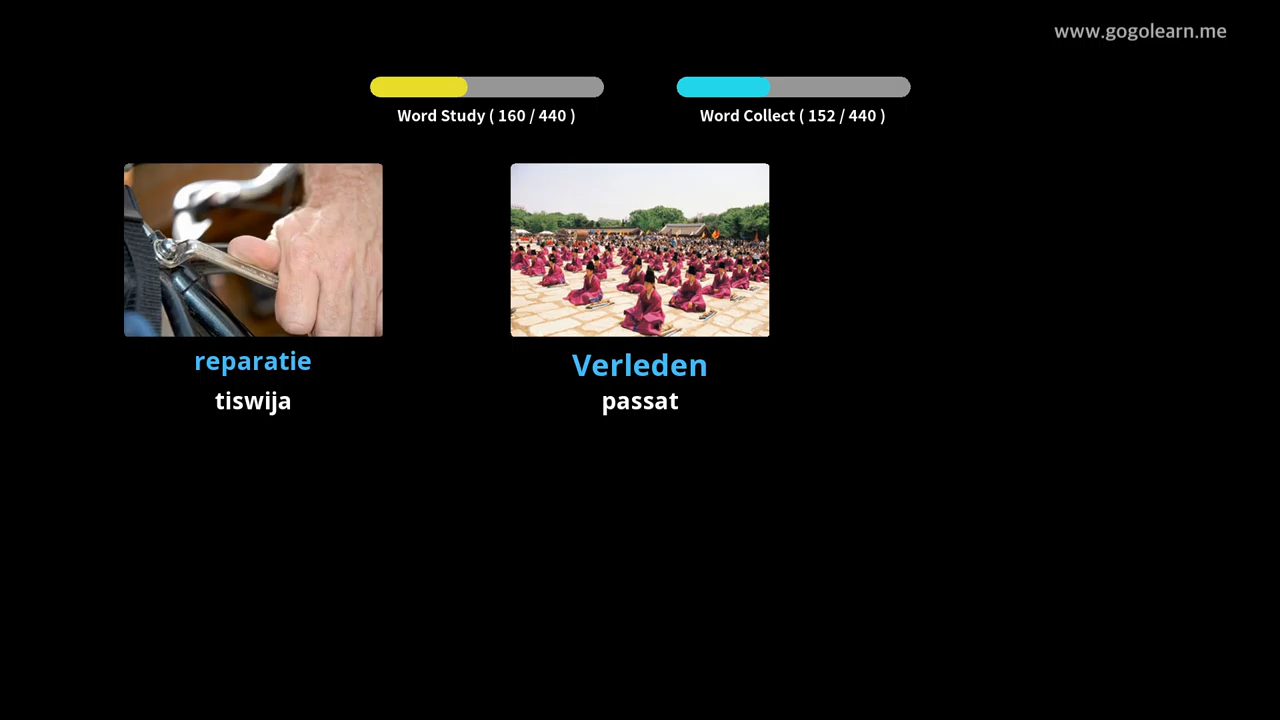 www.gogolearn.me
Word Study ( 160 / 440 )
Word Collect ( 152 / 440 )
reparatie
tiswija
Verleden
passat